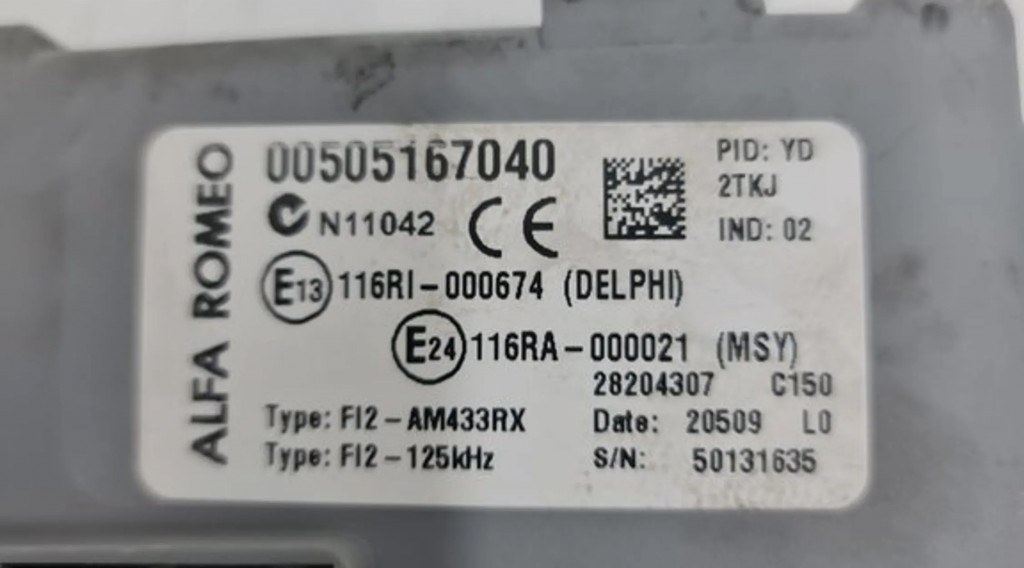 ALFA ROMEO
00505167040
PID: YD
2TKJ
N11042 CE
IND: 02
E13 116RI-000674 (DELPHI)
E24 116RA-000021 (MSY)
28204307 C150
Type: FI2-AM433RX
Date: 20509 L0
Type: FI2-125kHz
S/N: 50131635